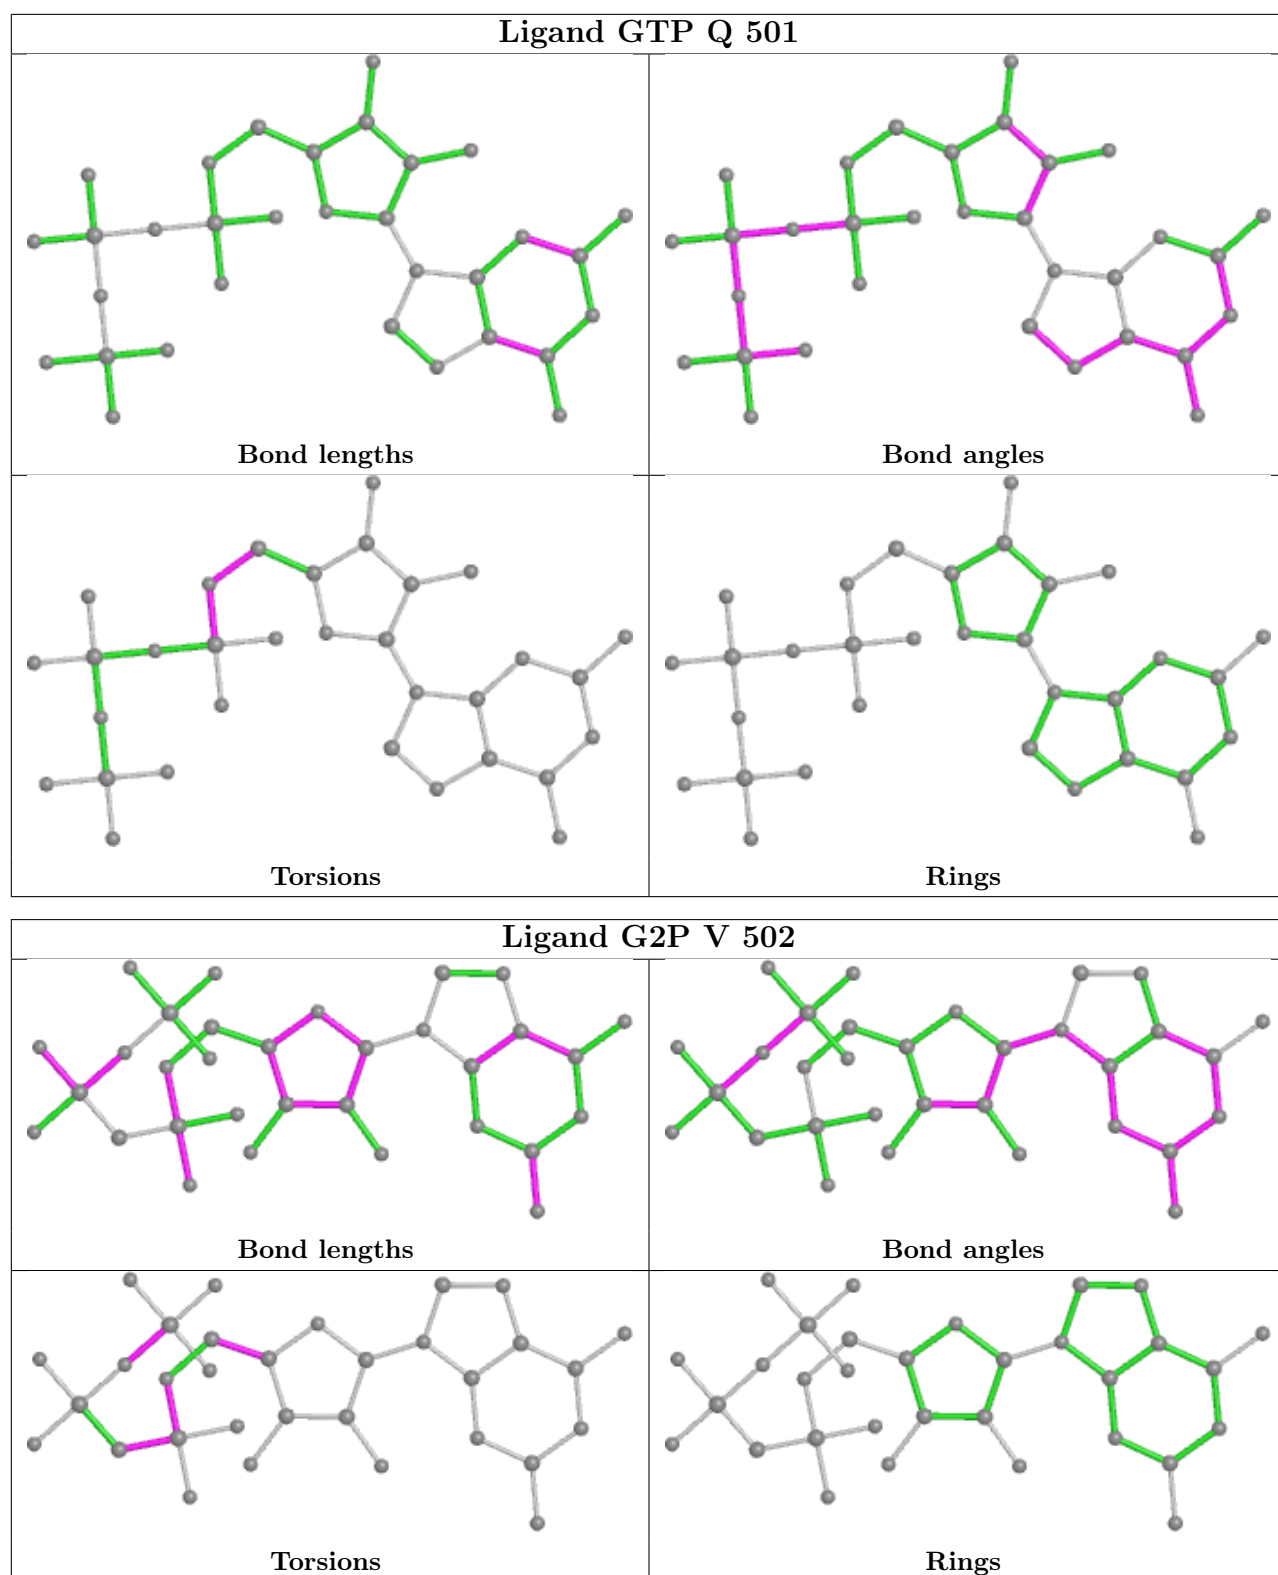 Ligand GTP Q 501
Bond lengths
Bond angles
Torsions
Rings
Ligand G2P V 502
Bond lengths
Bond angles
Torsions
Rings